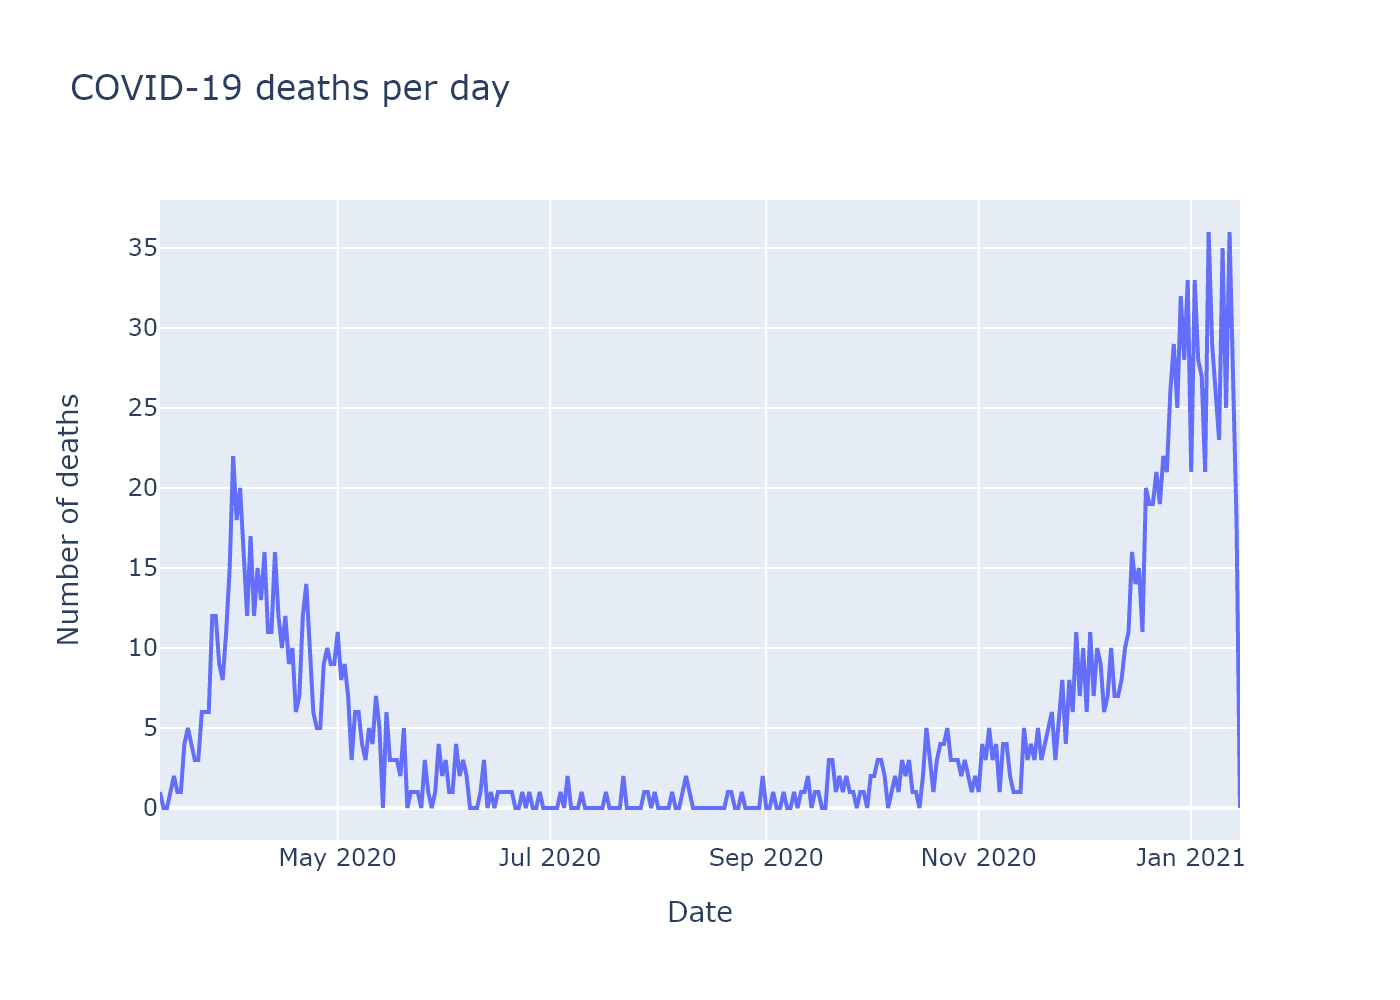 COVID-19 deaths per day
35
30
25
20
15
10
5
0
Number of deaths
May 2020
Jul 2020
Sep 2020
Nov 2020
Jan 2021
Date